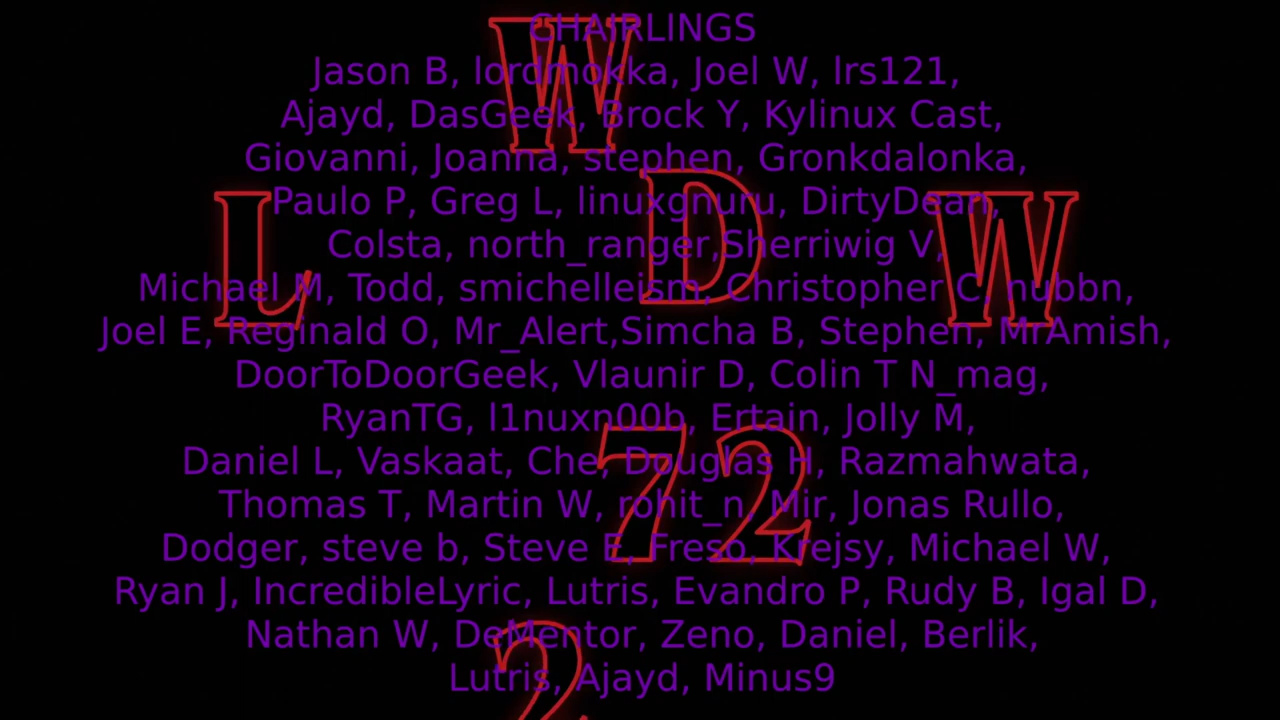 CHAIRLINGS
Jason B, lordmokka, Joel W, lrs121,
Ajayd, DasGeek, Brock Y, Kylinux Cast,
Giovanni, Joanna, stephen, Gronkdalonka,
Paulo P, Greg L, linuxgnuru, DirtyDean,
Colsta, north_ranger,Sherriwig V,
Michael M, Todd, smichelleism, Christopher C, nubbn,
Joel E, Reginald O, Mr_Alert,Simcha B, Stephen, MrAmish,
DoorToDoorGeek, Vlaunir D, Colin T N_mag,
RyanTG, l1nuxn00b, Ertain, Jolly M,
Daniel L, Vaskaat, Che, Douglas H, Razmahwata,
Thomas T, Martin W, rohit_n, Mir, Jonas Rullo,
Dodger, steve b, Steve E, Freso, Krejsy, Michael W,
Ryan J, IncredibleLyric, Lutris, Evandro P, Rudy B, Igal D,
Nathan W, DeMentor, Zeno, Daniel, Berlik,
Lutris, Ajayd, Minus9
W
D
L W
72
2